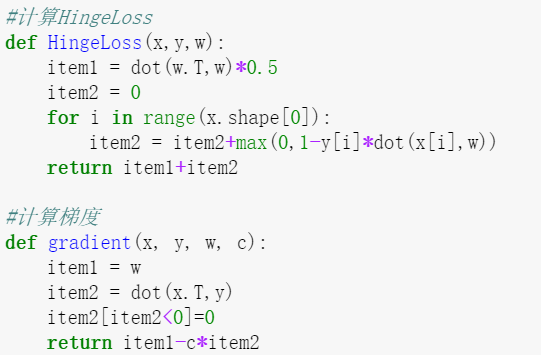 #计算HingeLoss
def HingeLoss(x,y,w):
    item1 = dot(w.T,w)*0.5
    item2 = 0
    for i in range(x.shape[0]):
        item2 = item2+max(0,1-y[i]*dot(x[i],w))
    return item1+item2

#计算梯度
def gradient(x, y, w, c):
    item1 = w
    item2 = dot(x.T,y)
    item2[item2<0]=0
    return item1-c*item2